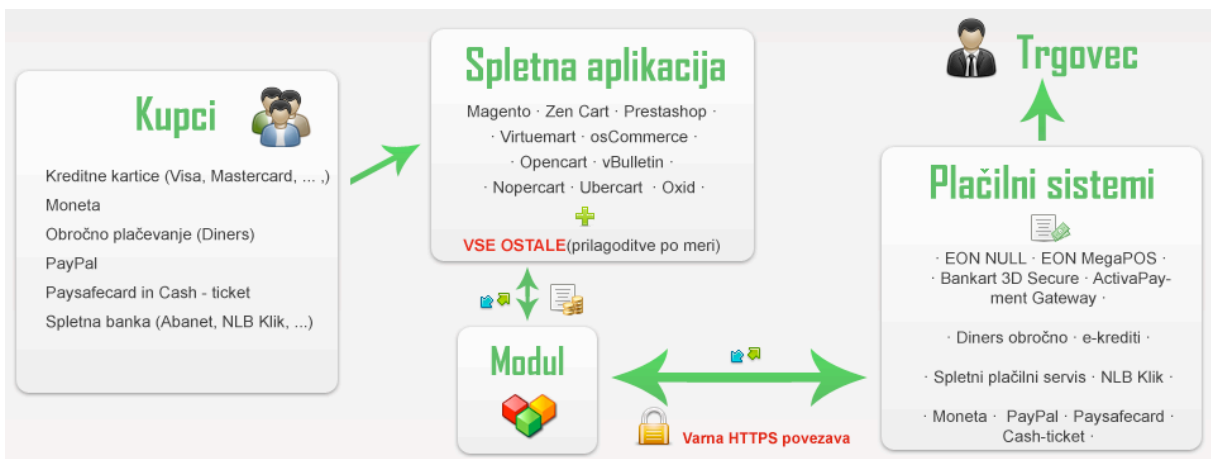 Kupci
Kreditne kartice (Visa, Mastercard, ... ,)
Moneta
Obročno plačevanje (Diners)
PayPal
Paysafecard in Cash - ticket
Spletna banka (Abanet, NLB Klik, ...)
Spletna aplikacija
Magento · Zen Cart · Prestashop ·
· Virtuemart · osCommerce ·
· Opencart · vBulletin ·
· Nopercart · Ubercart · Oxid ·
VSE OSTALE(prilagoditve po meri)
Modul
Varna HTTPS povezava
Trgovec
Plačilni sistemi
· EON NULL · EON MegaPOS ·
· Bankart 3D Secure · ActivaPay-
ment Gateway ·
· Diners obročno · e-krediti ·
· Spletni plačilni servis · NLB Klik ·
· Moneta · PayPal · Paysafecard ·
Cash-ticket ·